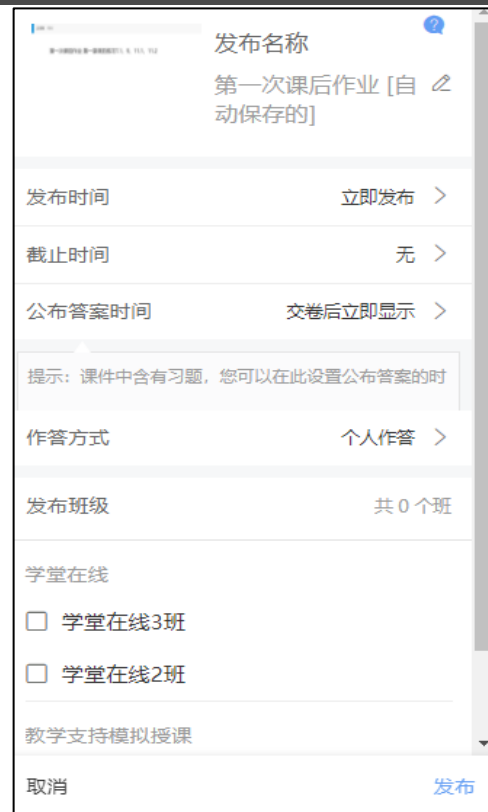 发布名称
第一次课后作业 [自
动保存的]
发布时间 立即发布
截止时间 无
公布答案时间 交卷后立即显示
提示：课件中含有习题，您可以在此设置公布答案的时
作答方式 个人作答
发布班级 共 0 个班
学堂在线
学堂在线3班
学堂在线2班
教学支持模拟授课
取消 发布